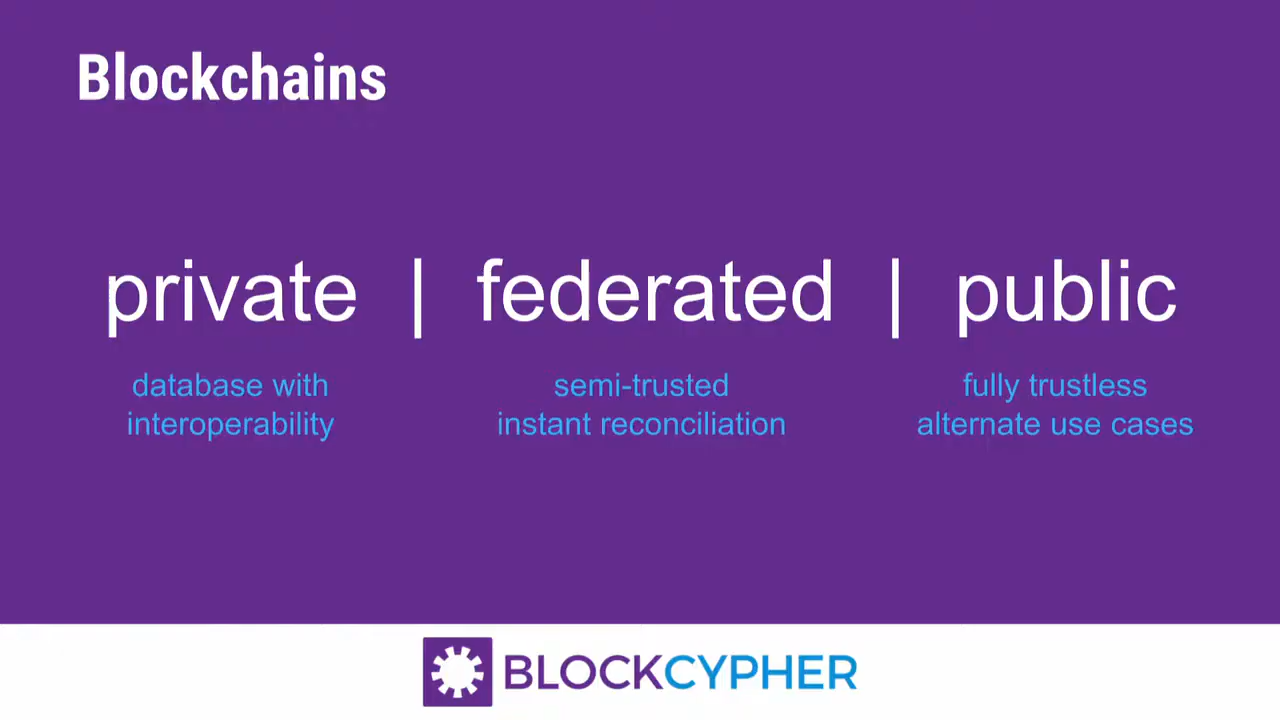 Blockchains
private | federated | public
database with interoperability
semi-trusted instant reconciliation
fully trustless alternate use cases
BLOCKCYPHER